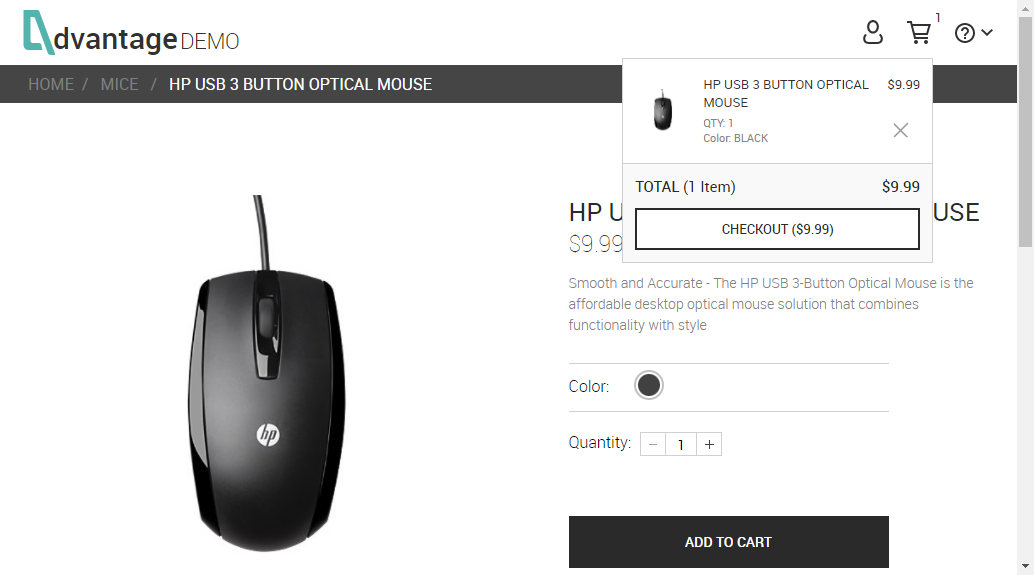 dvantage DEMO
1
HOME / MICE / HP USB 3 BUTTON OPTICAL MOUSE
HP USB 3 BUTTON OPTICAL
MOUSE
$9.99
QTY: 1
Color: BLACK
TOTAL (1 Item) $9.99
CHECKOUT ($9.99)
HP USE
$9.99
Smooth and Accurate - The HP USB 3-Button Optical Mouse is the
affordable desktop optical mouse solution that combines
functionality with style
Color:
Quantity: − 1 +
ADD TO CART
hp